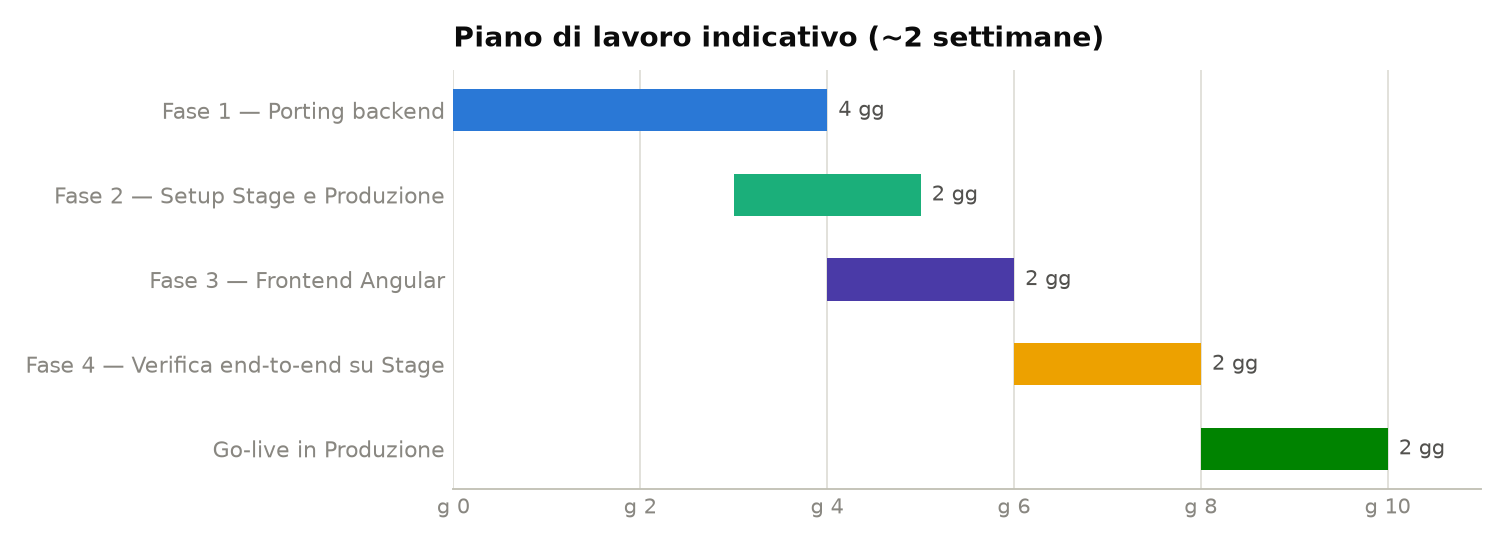 Piano di lavoro indicativo (~2 settimane)
Fase 1 — Porting backend
4 gg
Fase 2 — Setup Stage e Produzione
2 gg
Fase 3 — Frontend Angular
2 gg
Fase 4 — Verifica end-to-end su Stage
2 gg
Go-live in Produzione
2 gg
g 0
g 2
g 4
g 6
g 8
g 10